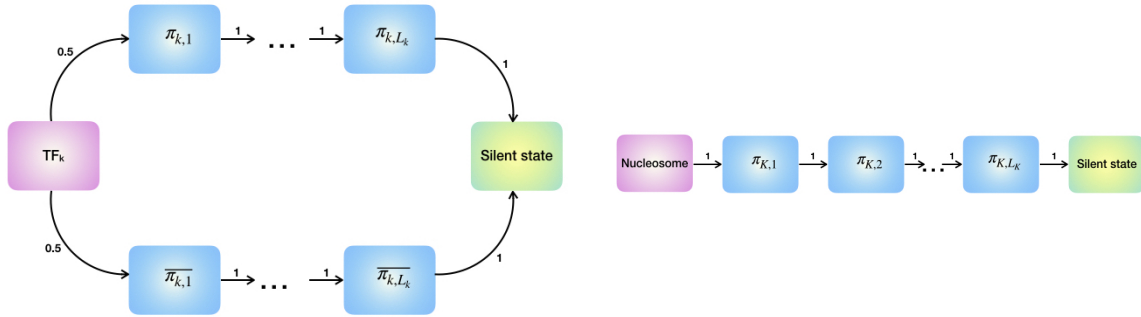 0.5
π_{k,1}
1
...
1
π_{k,L_k}
1
TF_k
Silent state
0.5
\overline{π_{k,1}}
1
...
1
\overline{π_{k,L_k}}
1
Nucleosome
1
π_{K,1}
1
π_{K,2}
1
...
1
π_{K,L_K}
1
Silent state